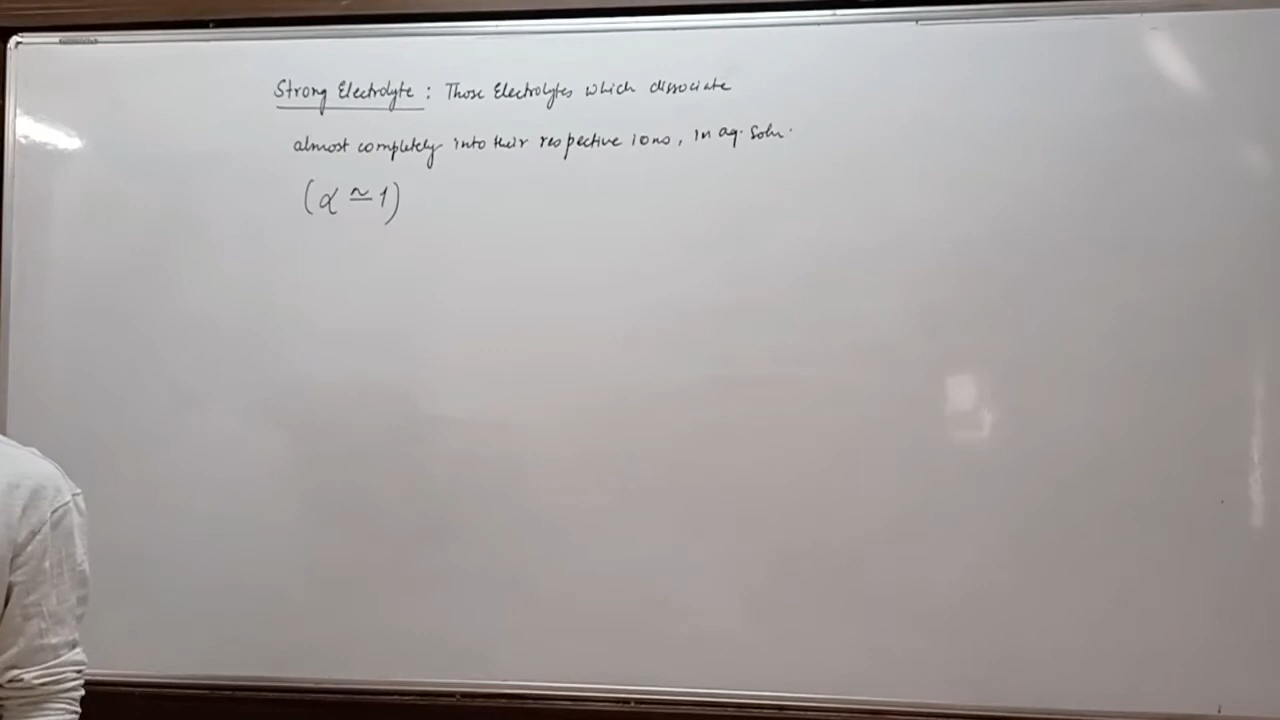 Strong Electrolyte : Those Electrolytes which dissociate
almost completely into their respective ions, in aq. soln.
(α ≃ 1)